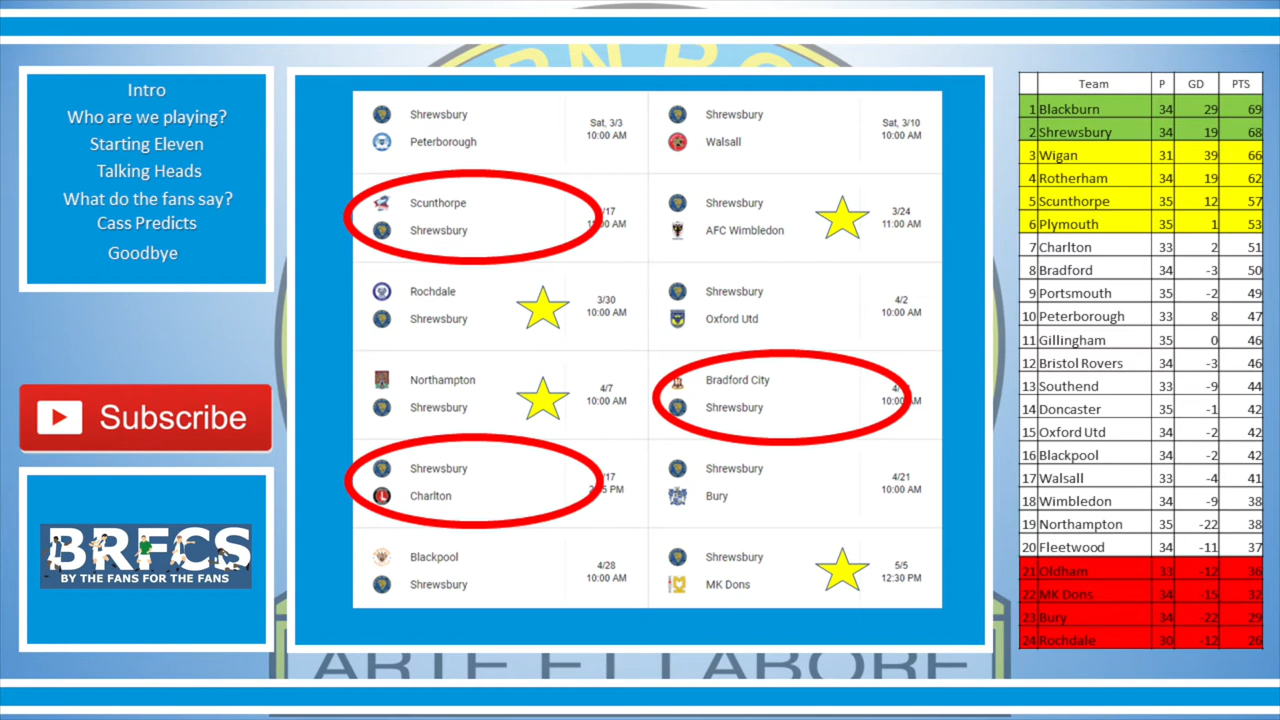 RN RO
Intro
Who are we playing?
Starting Eleven
Talking Heads
What do the fans say?
Cass Predicts
Goodbye
Subscribe
BRFCS
BY THE FANS FOR THE FANS
Shrewsbury
Peterborough
Sat, 3/3
10:00 AM
Shrewsbury
Walsall
Sat, 3/10
10:00 AM
Scunthorpe
Shrewsbury
Shrewsbury
AFC Wimbledon
3/24
11:00 AM
Rochdale
Shrewsbury
3/30
10:00 AM
Shrewsbury
Oxford Utd
4/2
10:00 AM
Northampton
Shrewsbury
4/7
10:00 AM
Bradford City
Shrewsbury
Shrewsbury
Charlton
Shrewsbury
Bury
4/21
10:00 AM
Blackpool
Shrewsbury
4/28
10:00 AM
Shrewsbury
MK Dons
5/5
12:30 PM
Team P GD PTS
1 Blackburn 34 29 69
2 Shrewsbury 34 19 68
3 Wigan 31 39 66
4 Rotherham 34 19 62
5 Scunthorpe 35 12 57
6 Plymouth 35 1 53
7 Charlton 33 2 51
8 Bradford 34 -3 50
9 Portsmouth 35 -2 49
10 Peterborough 33 8 47
11 Gillingham 35 0 46
12 Bristol Rovers 34 -3 46
13 Southend 33 -9 44
14 Doncaster 35 -1 42
15 Oxford Utd 34 -2 42
16 Blackpool 34 -2 42
17 Walsall 33 -4 41
18 Wimbledon 34 -9 38
19 Northampton 35 -22 38
20 Fleetwood 34 -11 37
21 Oldham 33 -12 36
22 MK Dons 34 -15 32
23 Bury 34 -22 29
24 Rochdale 30 -12 26
ARTE ET LABORE